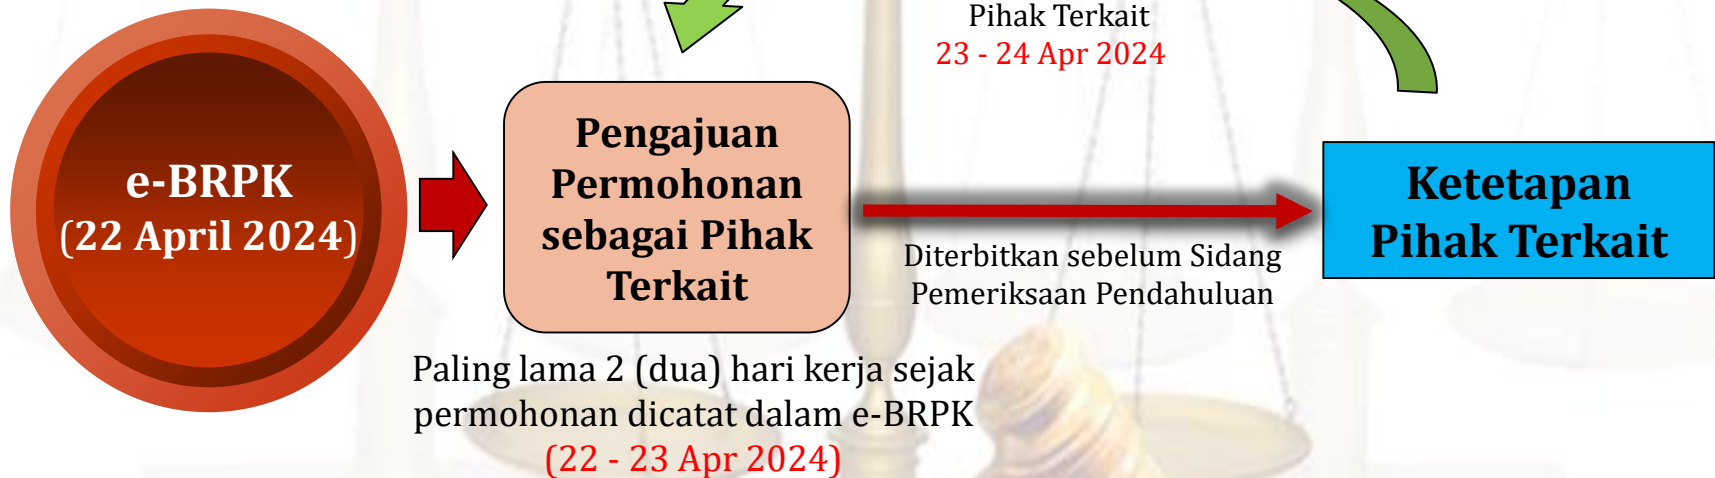 Pihak Terkait
23 - 24 Apr 2024
e-BRPK
(22 April 2024)
Pengajuan
Permohonan
sebagai Pihak
Terkait
Diterbitkan sebelum Sidang
Pemeriksaan Pendahuluan
Ketetapan
Pihak Terkait
Paling lama 2 (dua) hari kerja sejak
permohonan dicatat dalam e-BRPK
(22 - 23 Apr 2024)